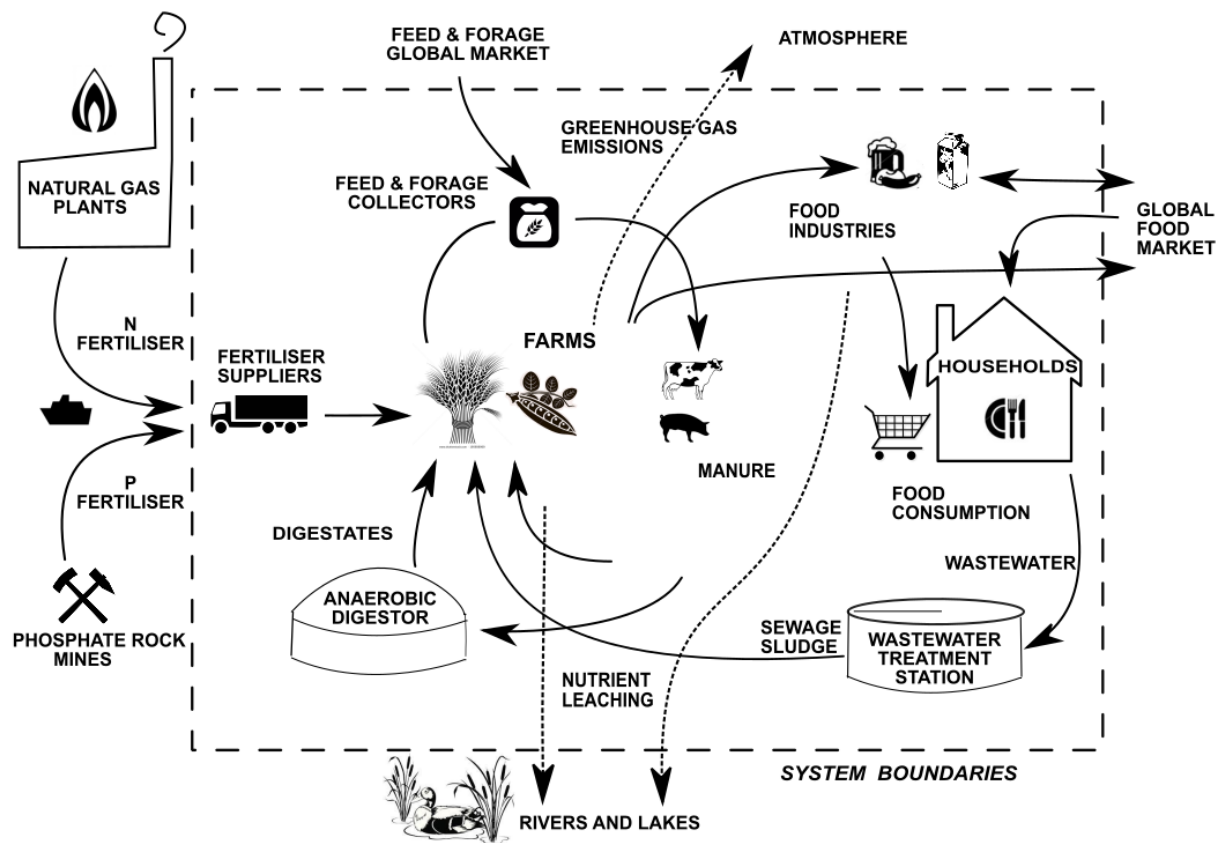 FEED & FORAGE
GLOBAL MARKET
ATMOSPHERE
GREENHOUSE GAS
EMISSIONS
NATURAL GAS
PLANTS
FEED & FORAGE
COLLECTORS
FOOD
INDUSTRIES
GLOBAL
FOOD
MARKET
N
FERTILISER
FERTILISER
SUPPLIERS
FARMS
HOUSEHOLDS
P
FERTILISER
MANURE
FOOD
CONSUMPTION
DIGESTATES
WASTEWATER
ANAEROBIC
DIGESTOR
PHOSPHATE ROCK
MINES
SEWAGE
SLUDGE
WASTEWATER
TREATMENT
STATION
NUTRIENT
LEACHING
SYSTEM BOUNDARIES
RIVERS AND LAKES